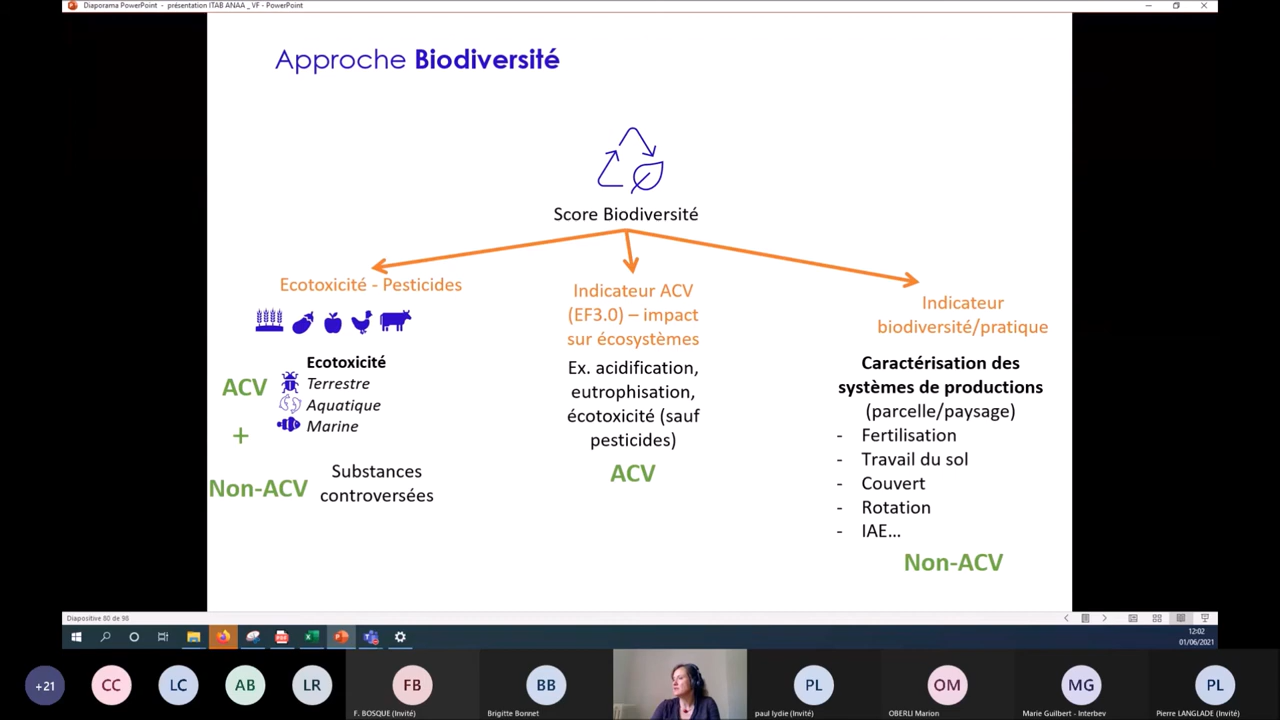 Diaporama PowerPoint - présentation ITAB ANAA _ VF - PowerPoint
Approche Biodiversité
Score Biodiversité
Ecotoxicité - Pesticides
Indicateur ACV
(EF3.0) – impact
sur écosystèmes
Indicateur
biodiversité/pratique
Ecotoxicité
Terrestre
Aquatique
Marine
ACV
+
Non-ACV
Substances
controversées
Ex. acidification,
eutrophisation,
écotoxicité (sauf
pesticides)
ACV
Caractérisation des
systèmes de productions
(parcelle/paysage)
- Fertilisation
- Travail du sol
- Couvert
- Rotation
- IAE...
Non-ACV
Diapositive 80 de 98
12:02
01/06/2021
+21
CC
LC
AB
LR
FB
F. BOSQUE (Invité)
BB
Brigitte Bonnet
PL
paul lydie (Invité)
OM
OBERLI Marion
MG
Marie Guilbert - Interbev
PL
Pierre LANGLADE (Invité)